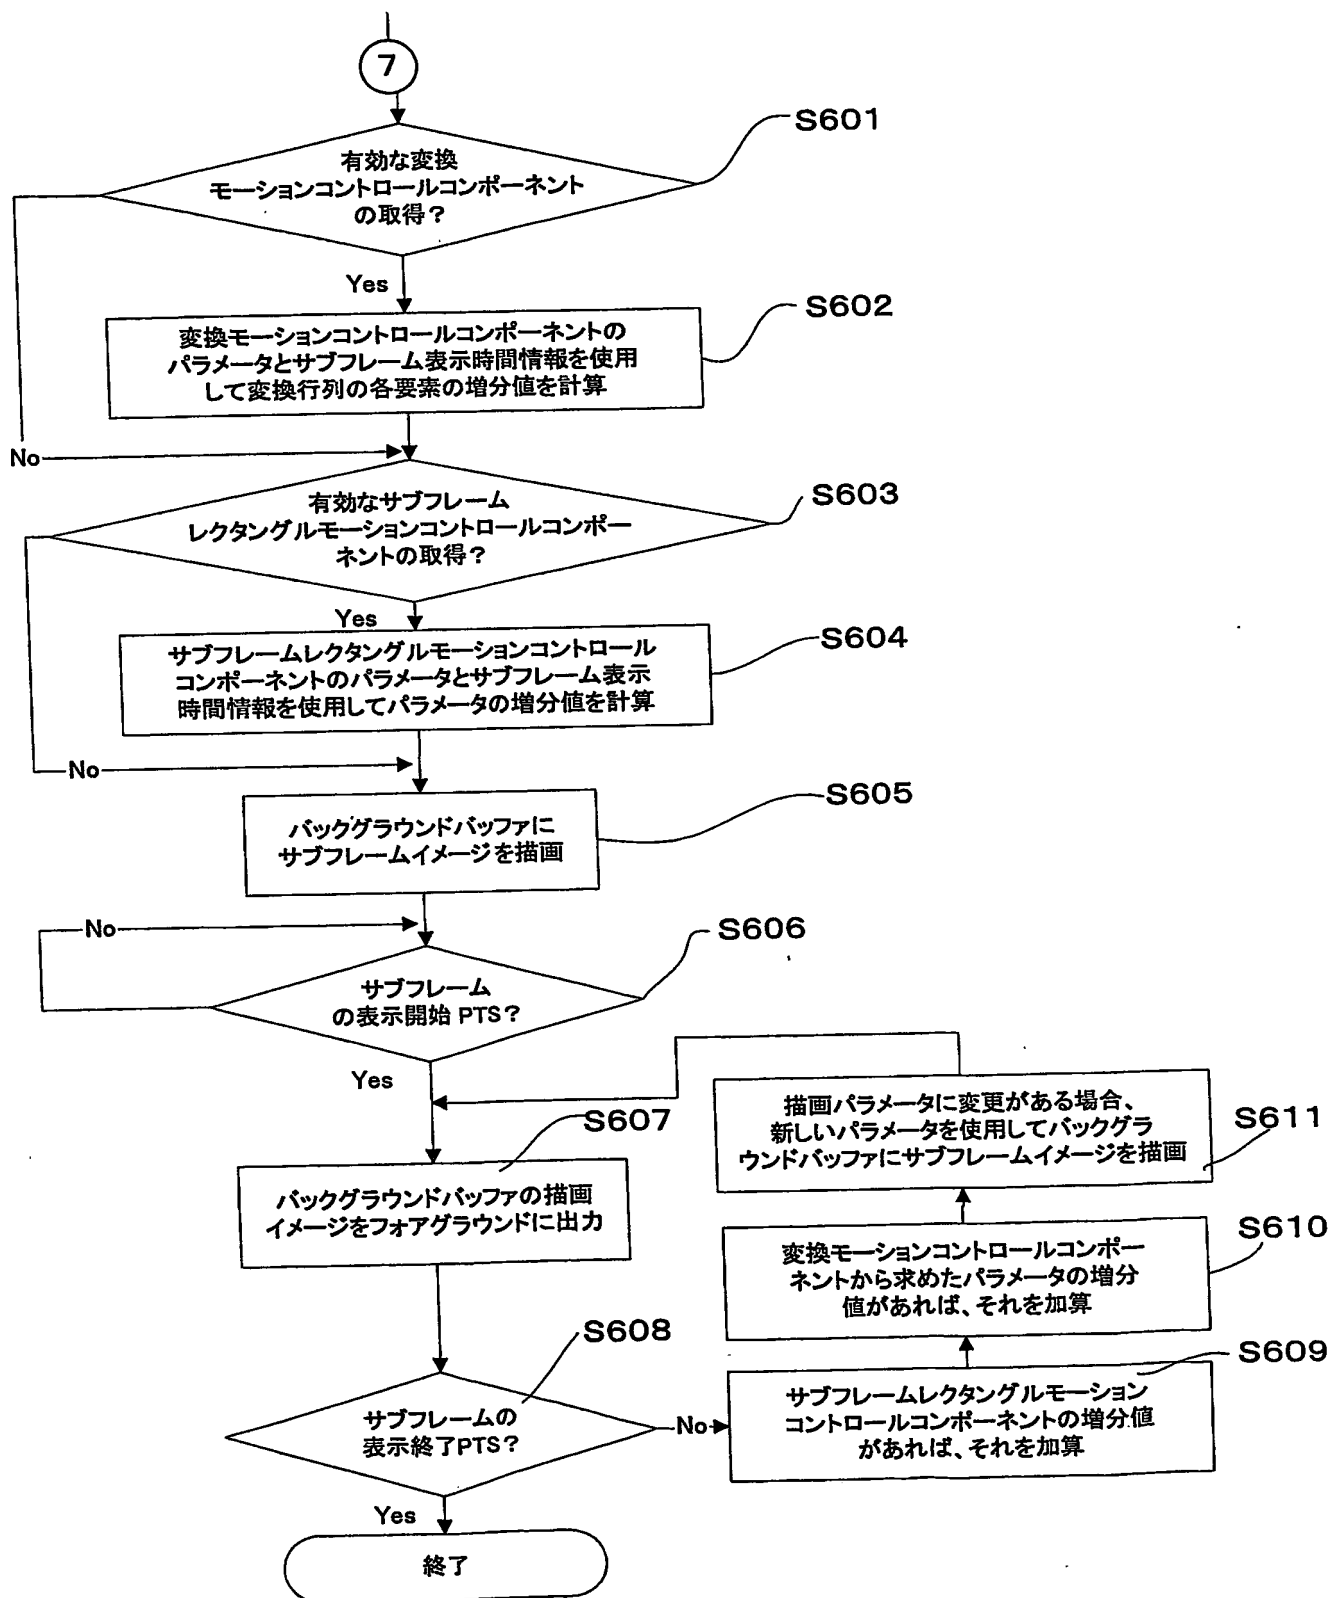 7
S601
有効な変換
モーションコントロールコンポーネント
の取得?
Yes
S602
変換モーションコントロールコンポーネントの
パラメータとサブフレーム表示時間情報を使用
して変換行列の各要素の増分値を計算
No
S603
有効なサブフレーム
レクタングルモーションコントロールコンポー
ネントの取得?
Yes
S604
サブフレームレクタングルモーションコントロール
コンポーネントのパラメータとサブフレーム表示
時間情報を使用してパラメータの増分値を計算
No
S605
バックグラウンドバッファに
サブフレームイメージを描画
No
S606
サブフレーム
の表示開始 PTS?
Yes
S607
バックグラウンドバッファの描画
イメージをフォアグラウンドに出力
S608
サブフレームの
表示終了PTS?
No
Yes
終了
描画パラメータに変更がある場合、
新しいパラメータを使用してバックグラ
ウンドバッファにサブフレームイメージを描画
S611
S610
変換モーションコントロールコンポー
ネントから求めたパラメータの増分
値があれば、それを加算
S609
サブフレームレクタングルモーション
コントロールコンポーネントの増分値
があれば、それを加算